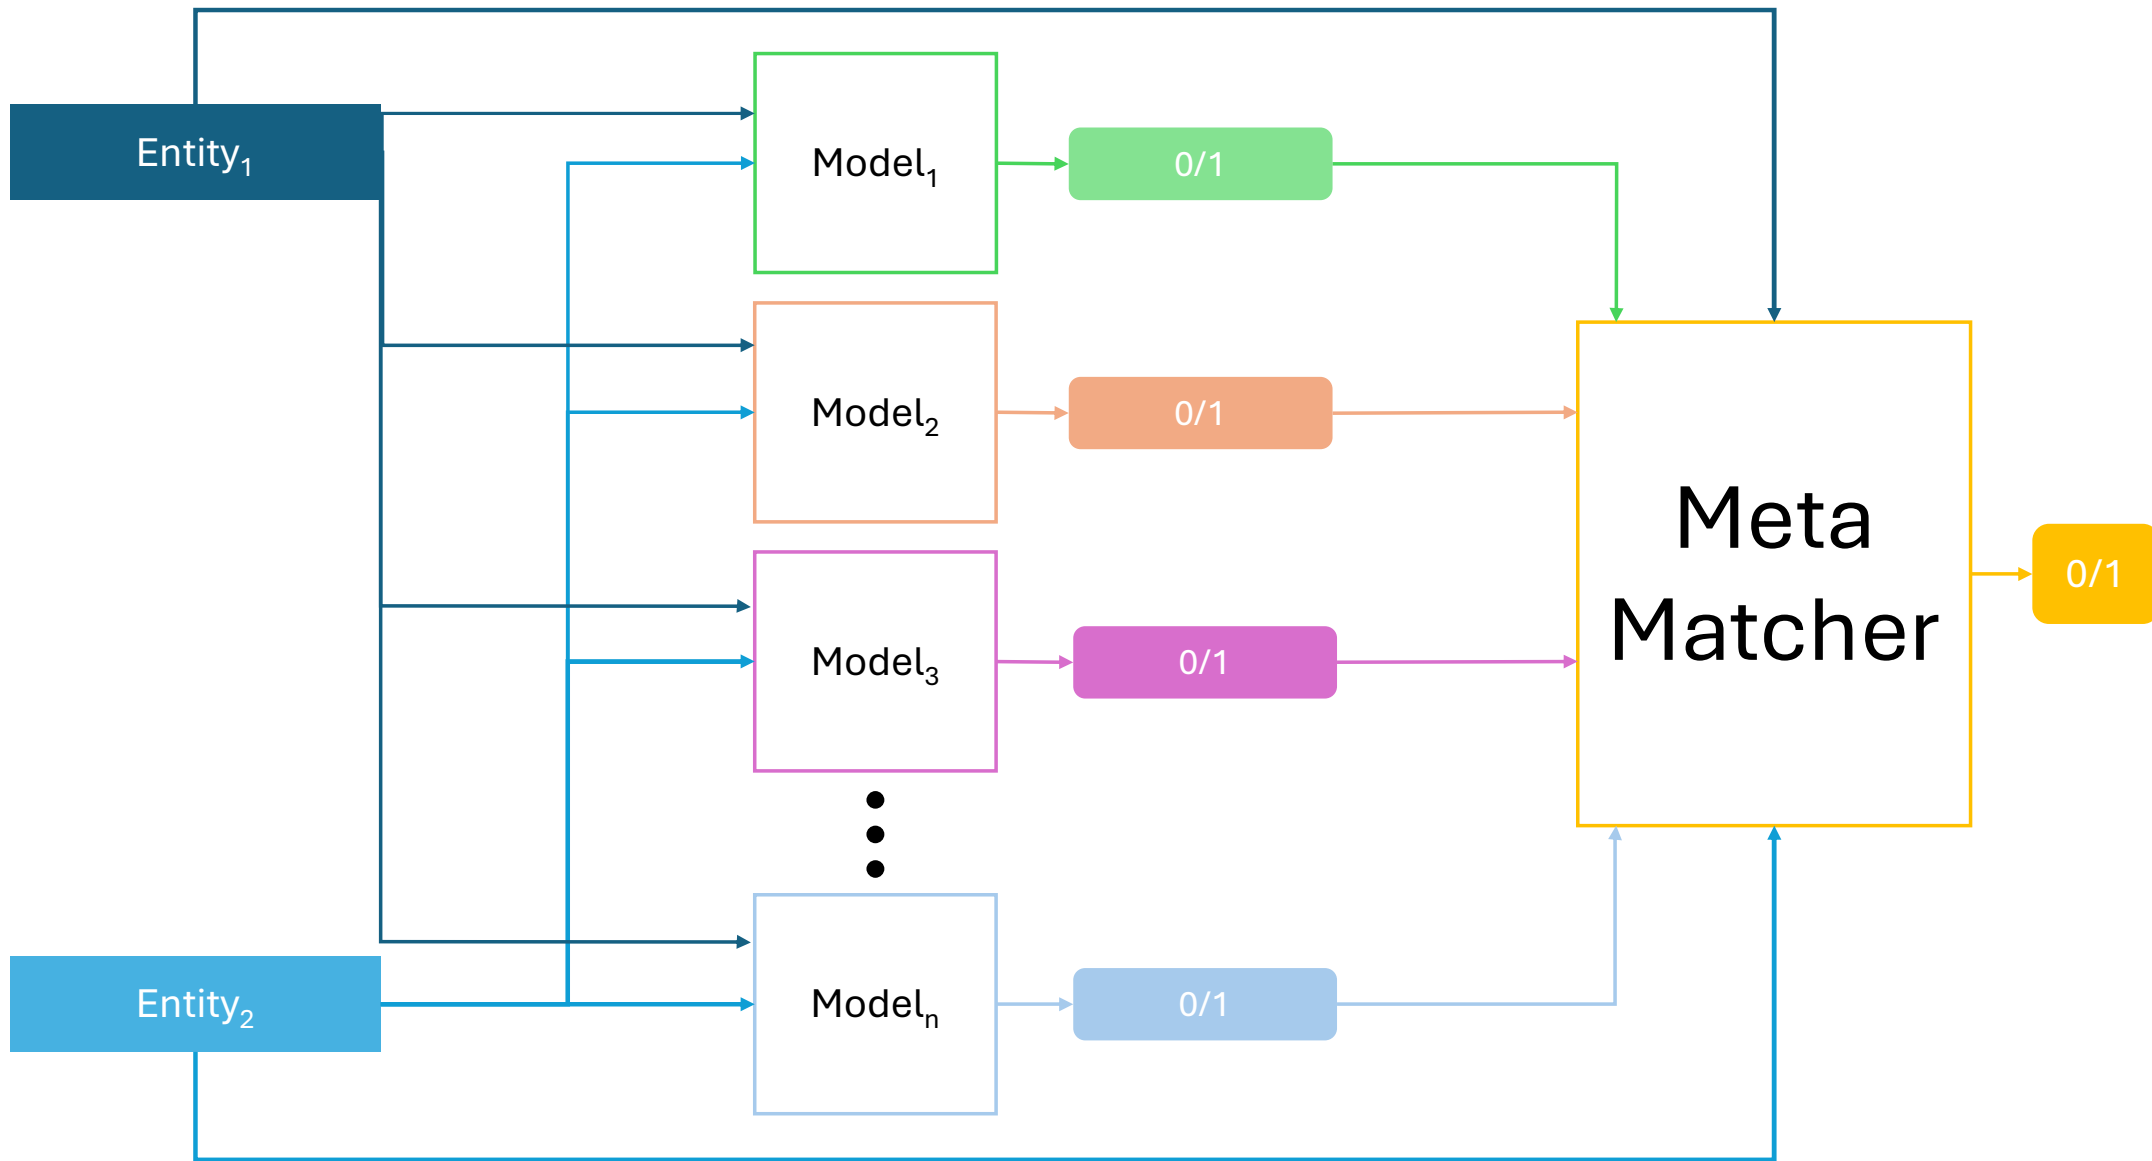 Entity₁
Model₁
0/1
Model₂
0/1
Meta
Matcher
0/1
Model₃
0/1
Entity₂
Modelₙ
0/1